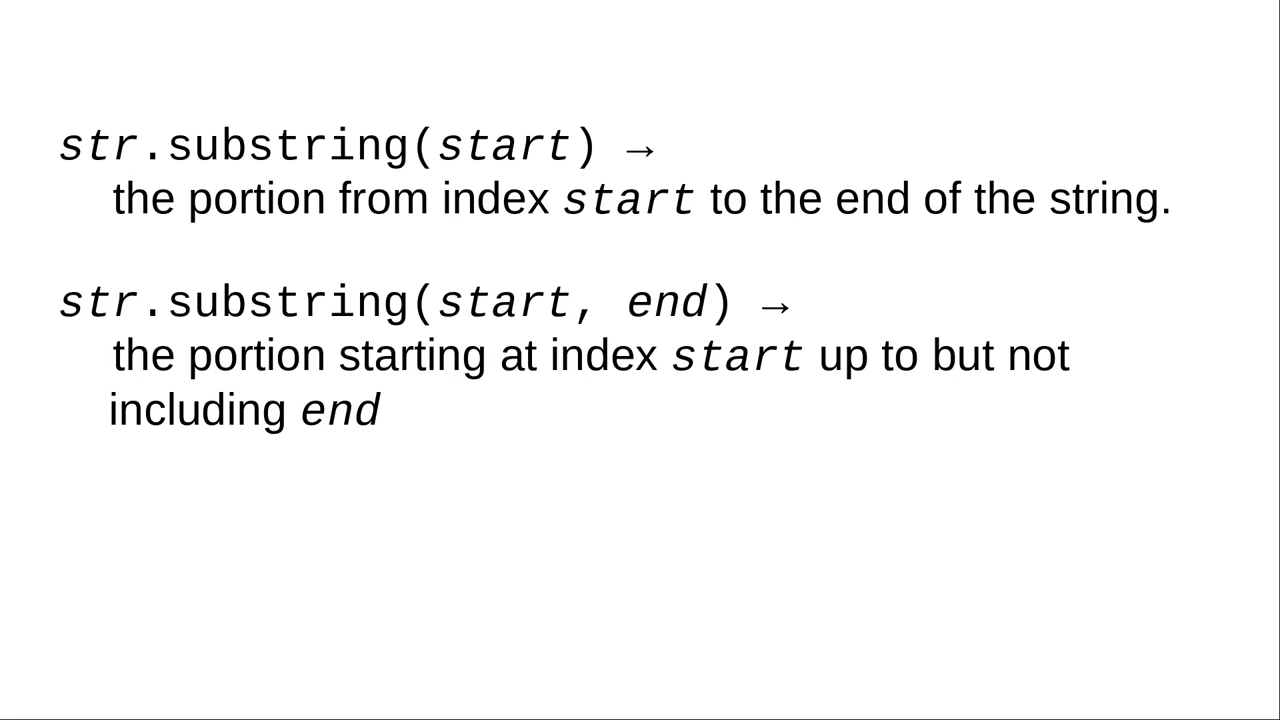 str.substring(start) →
the portion from index start to the end of the string.
str.substring(start, end) →
the portion starting at index start up to but not
including end